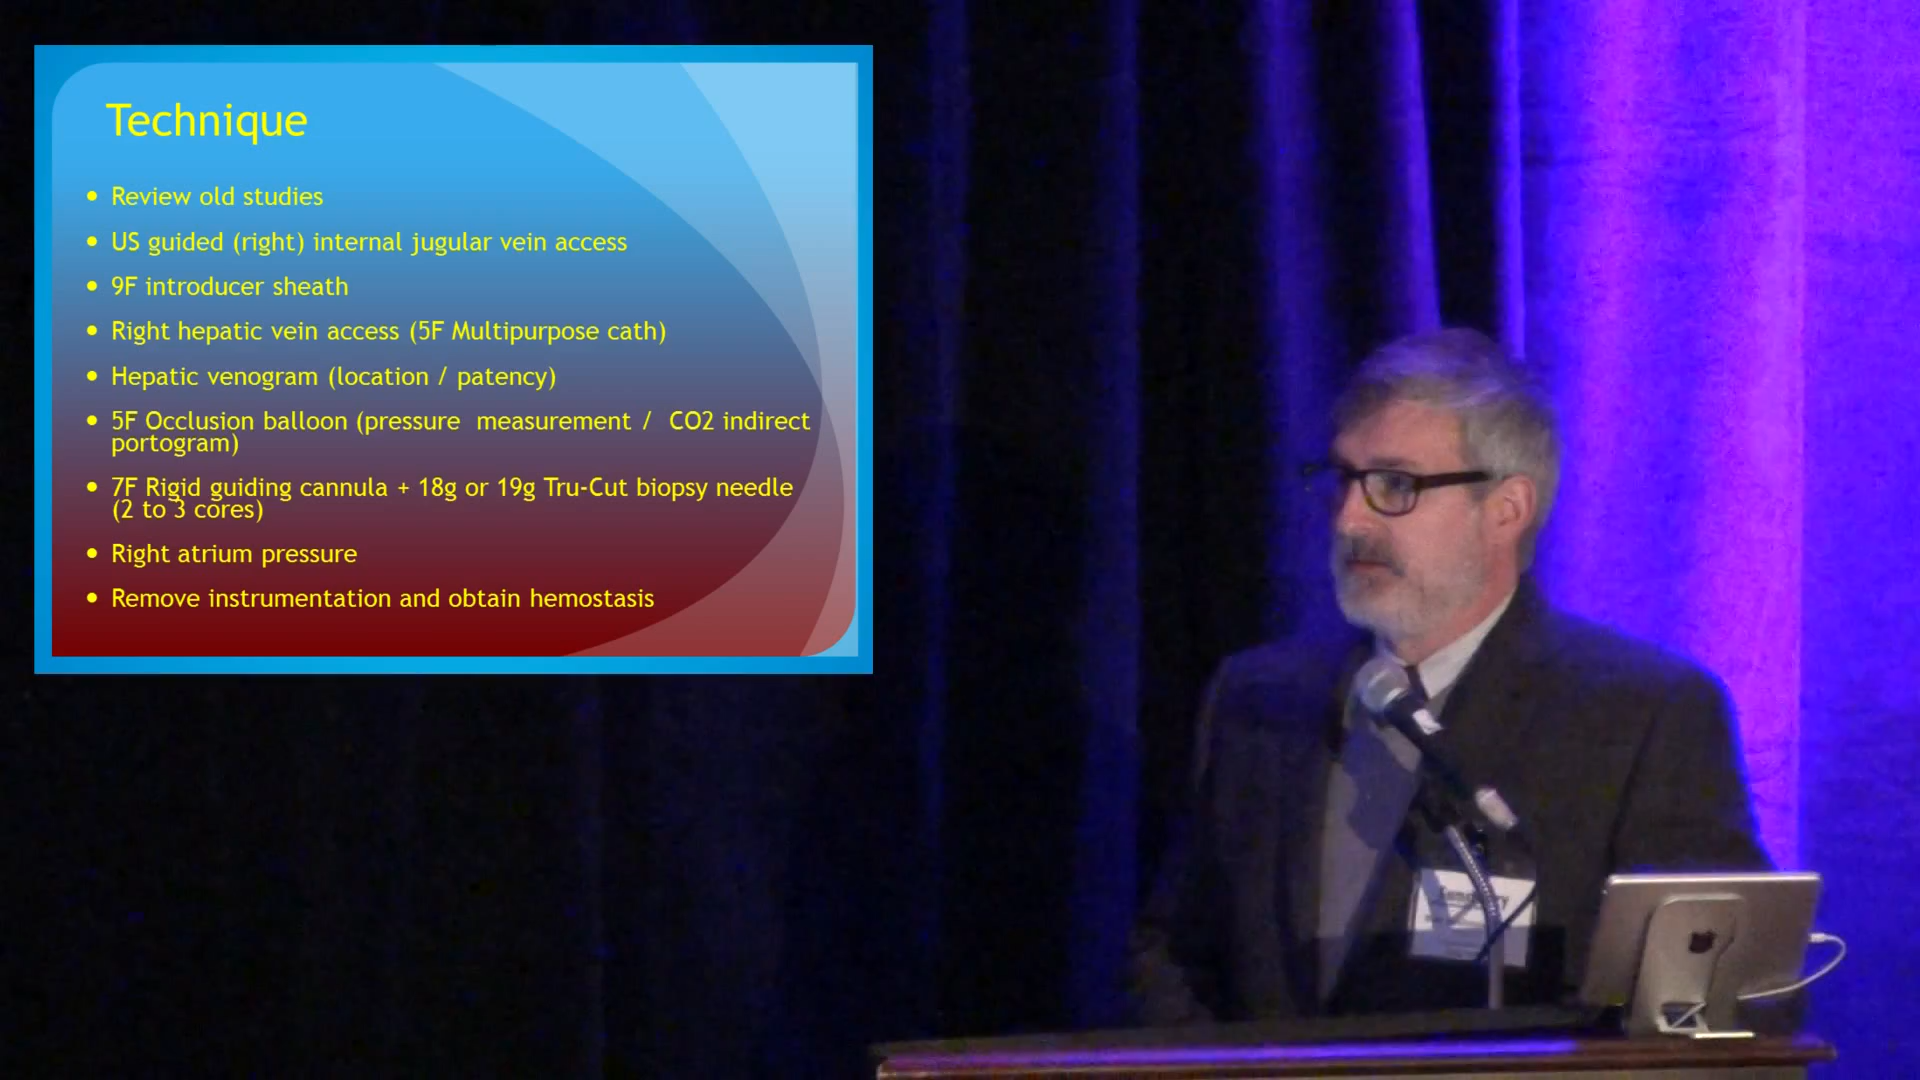 Technique
• Review old studies
• US guided (right) internal jugular vein access
• 9F introducer sheath
• Right hepatic vein access (5F Multipurpose cath)
• Hepatic venogram (location / patency)
• 5F Occlusion balloon (pressure measurement / CO2 indirect
portogram)
• 7F Rigid guiding cannula + 18g or 19g Tru-Cut biopsy needle
(2 to 3 cores)
• Right atrium pressure
• Remove instrumentation and obtain hemostasis